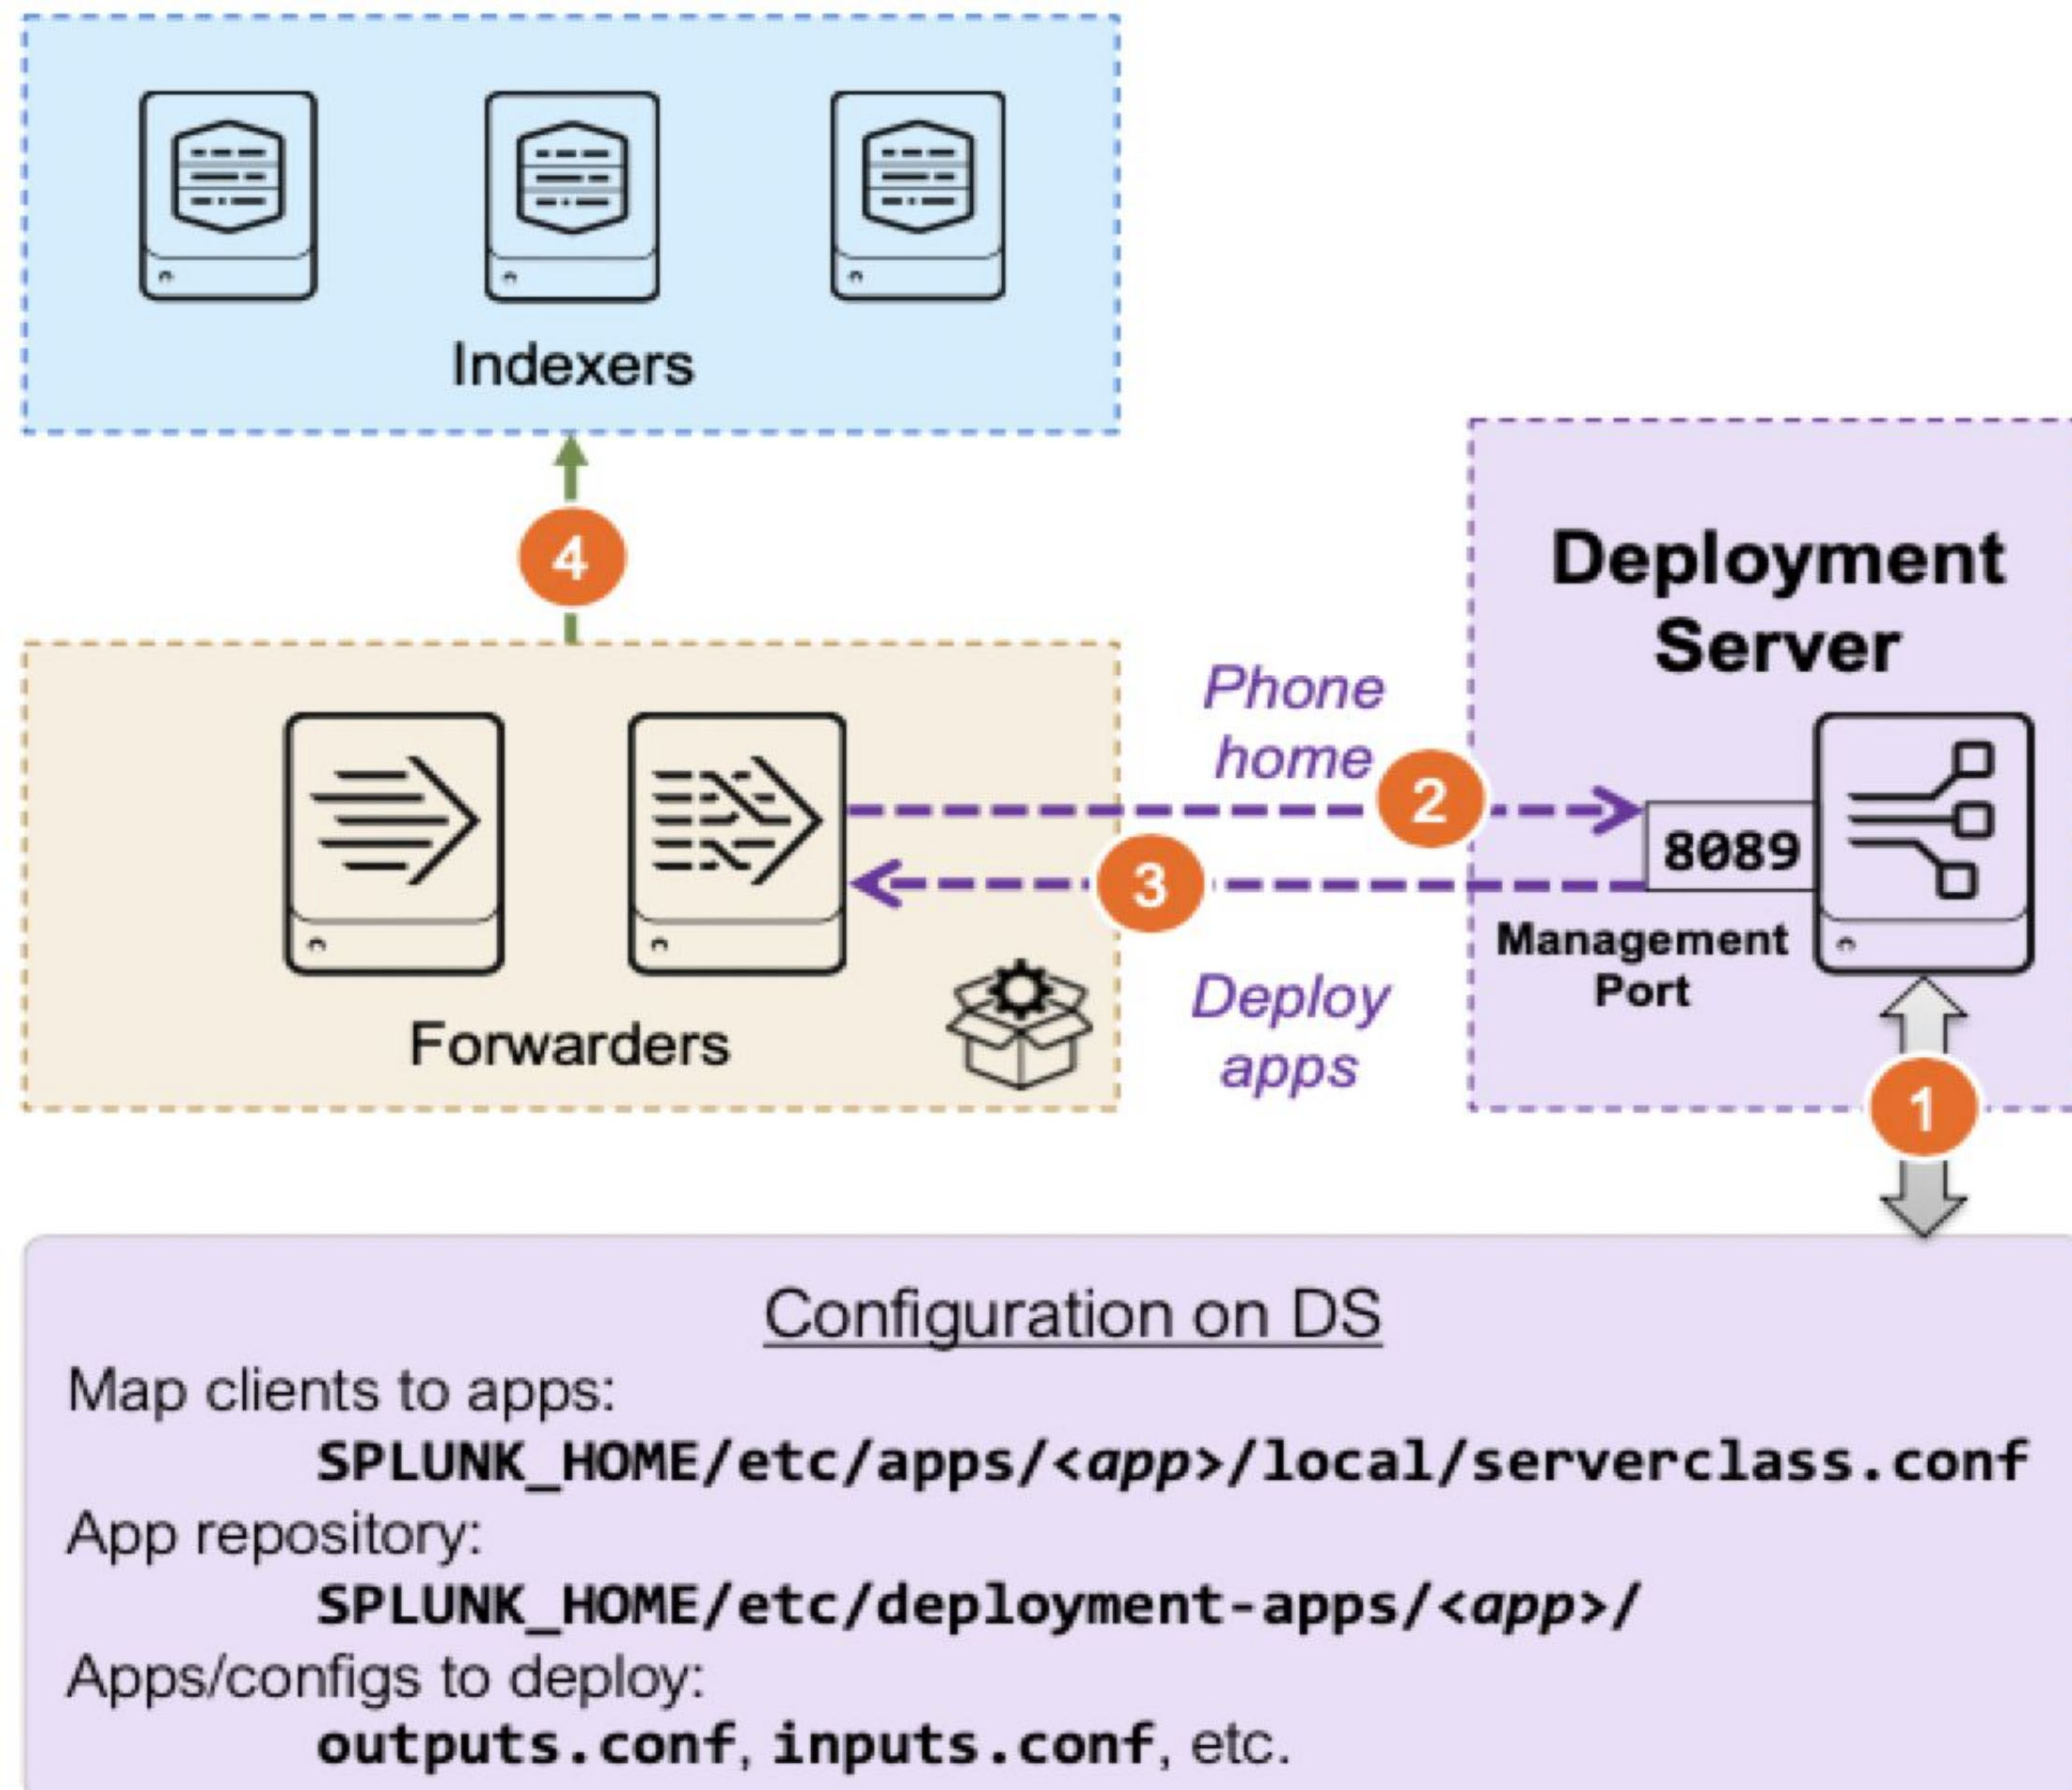 Indexers
4
Deployment
Server
Phone
home
2
8089
3
Management
Port
Forwarders
Deploy
apps
1
Configuration on DS
Map clients to apps:
SPLUNK_HOME/etc/apps/<app>/local/serverclass.conf
App repository:
SPLUNK_HOME/etc/deployment-apps/<app>/
Apps/configs to deploy:
outputs.conf, inputs.conf, etc.